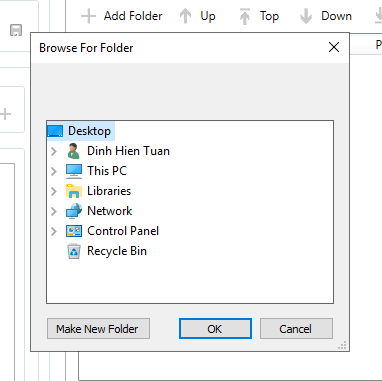 Add Folder Up Top Down
Browse For Folder
P
Desktop
Dinh Hien Tuan
This PC
Libraries
Network
Control Panel
Recycle Bin
Make New Folder OK Cancel